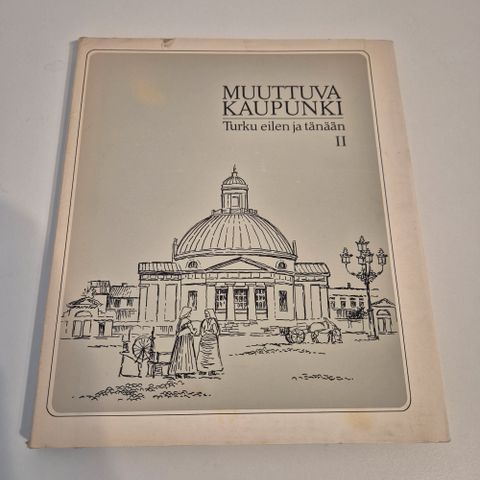 MUUTTUVA
KAUPUNKI
Turku eilen ja tänään
II